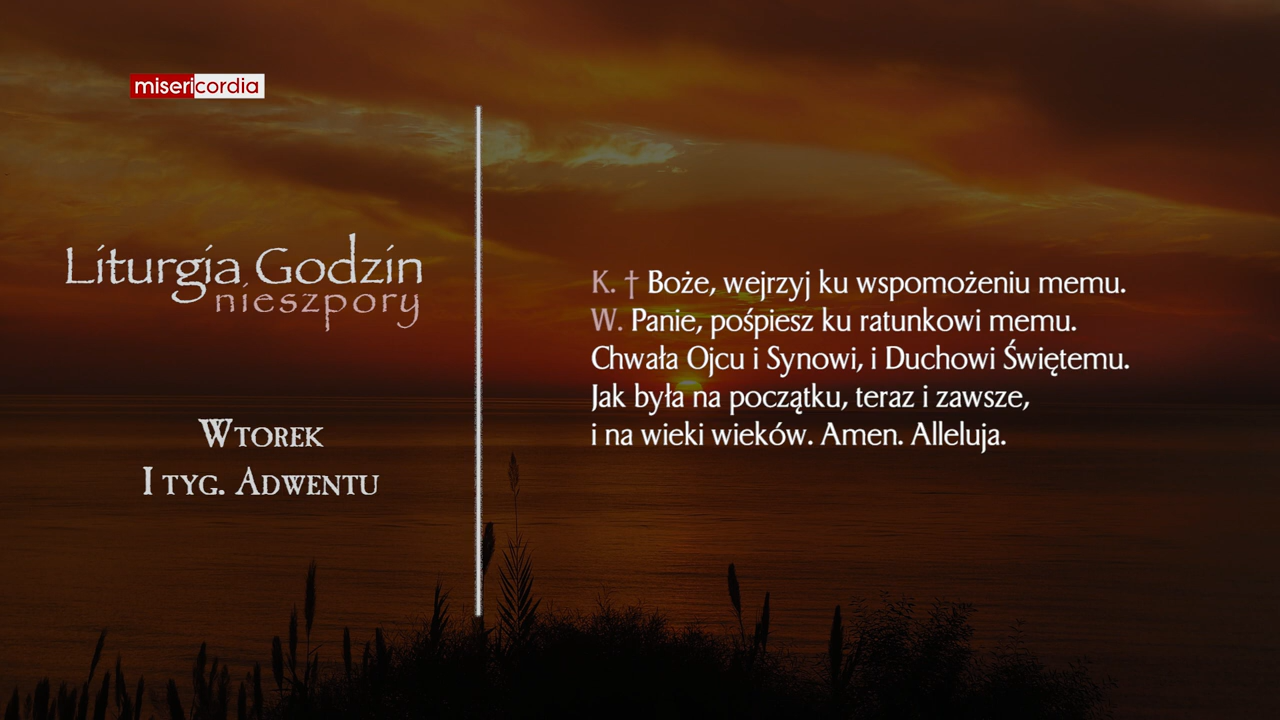 misericordia
Liturgia Godzin
nieszpory
Wtorek
I tyg. Adwentu
K. † Boże, wejrzyj ku wspomożeniu memu.
W. Panie, pośpiesz ku ratunkowi memu.
Chwała Ojcu i Synowi, i Duchowi Świętemu.
Jak była na początku, teraz i zawsze,
i na wieki wieków. Amen. Alleluja.